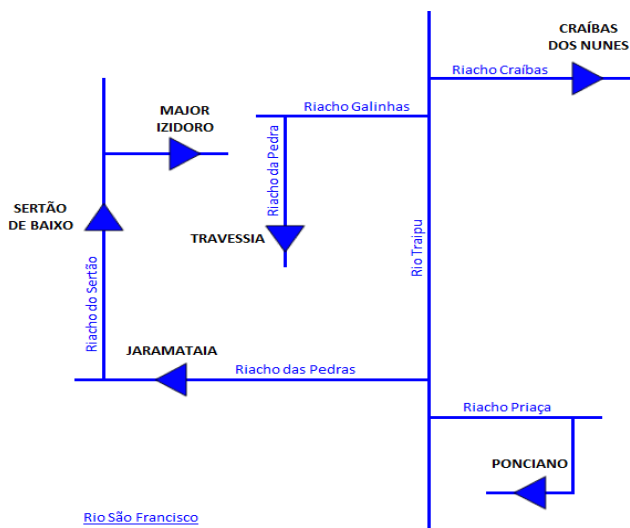 CRAÍBAS
DOS NUNES
Riacho Craíbas
MAJOR
IZIDORO
Riacho Galinhas
Riacho da Pedra
SERTÃO
DE BAIXO
TRAVESSIA
Rio Traipu
Riacho do Sertão
JARAMATAIA
Riacho das Pedras
Riacho Priaça
PONCIANO
Rio São Francisco